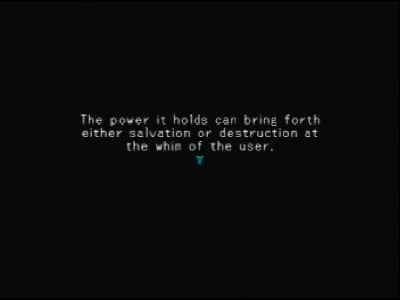 The power it holds can bring forth
either salvation or destruction at
the whim of the user.